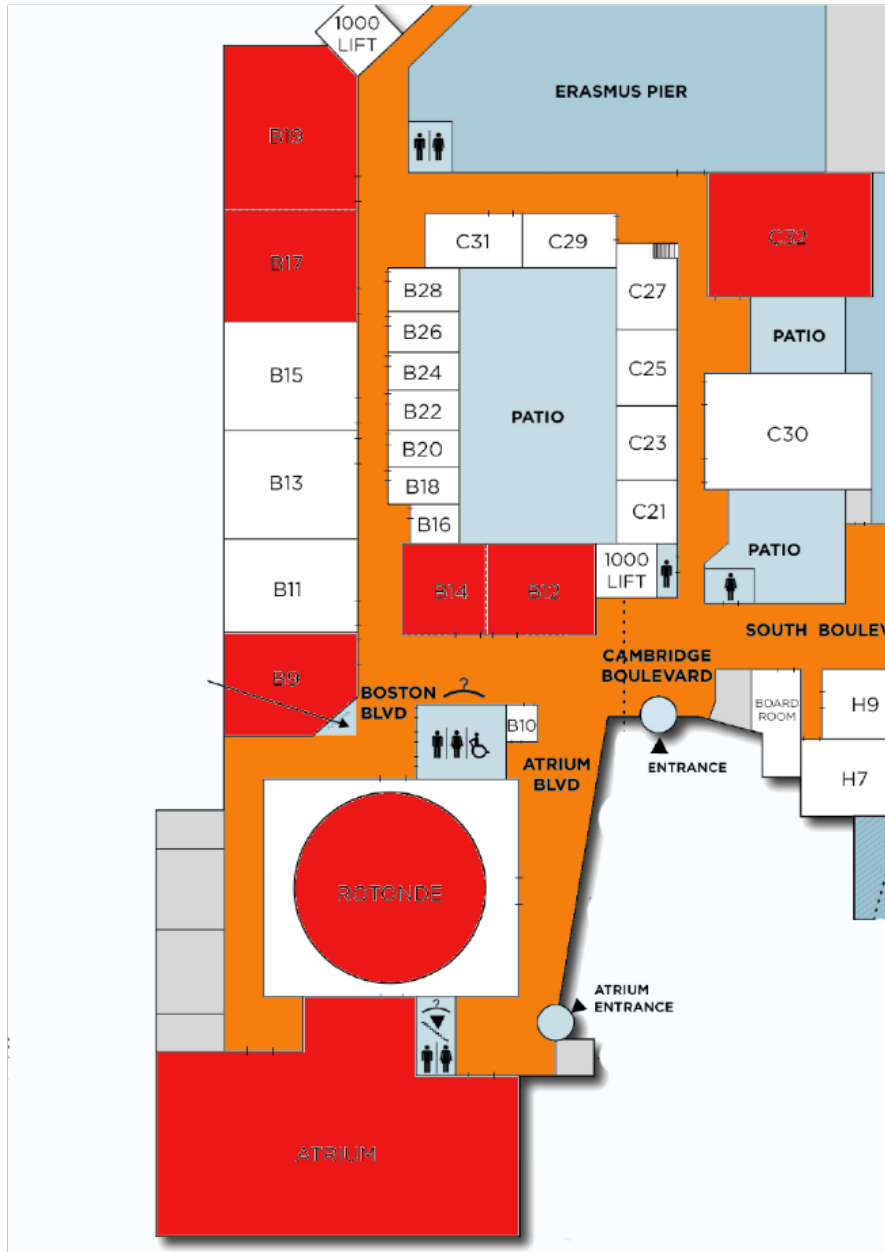 1000
LIFT
ERASMUS PIER
B19
C31
C29
C32
B17
B28
C27
B26
PATIO
B15
B24
C25
B22
PATIO
C30
B20
C23
B13
B18
C21
B16
PATIO
1000
LIFT
B11
B14
B12
SOUTH BOULEV
CAMBRIDGE
BOULEVARD
B9
BOSTON
BLVD
?
BOARD
ROOM
H9
B10
ATRIUM
BLVD
ENTRANCE
H7
ROTONDE
ATRIUM
ENTRANCE
?
ATRIUM